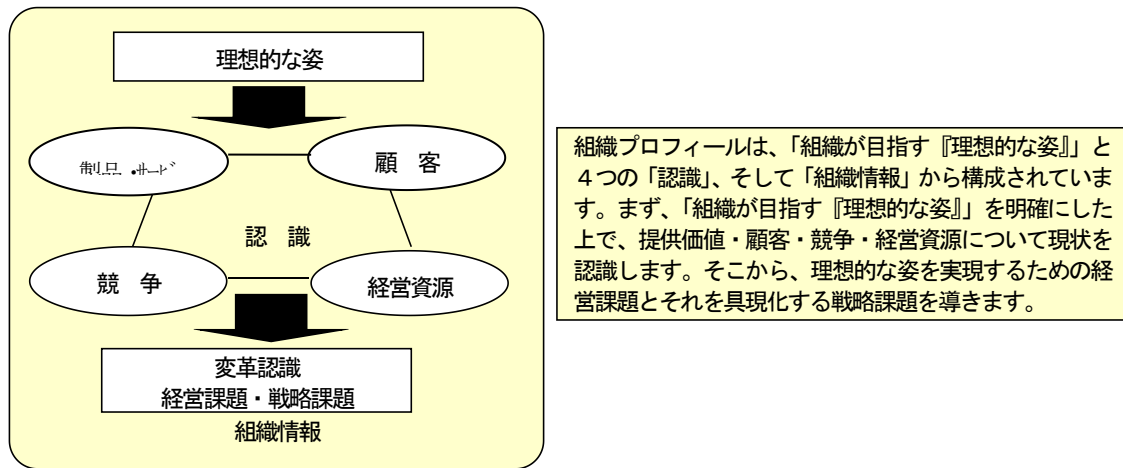 理想的な姿
顧 客
認 識
競 争
経営資源
変革認識
経営課題・戦略課題
組織情報
組織プロフィールは、「組織が目指す『理想的な姿』」と
４つの「認識」、そして「組織情報」から構成されていま
す。まず、「組織が目指す『理想的な姿』」を明確にした
上で、提供価値・顧客・競争・経営資源について現状を
認識します。そこから、理想的な姿を実現するための経
営課題とそれを具現化する戦略課題を導きます。